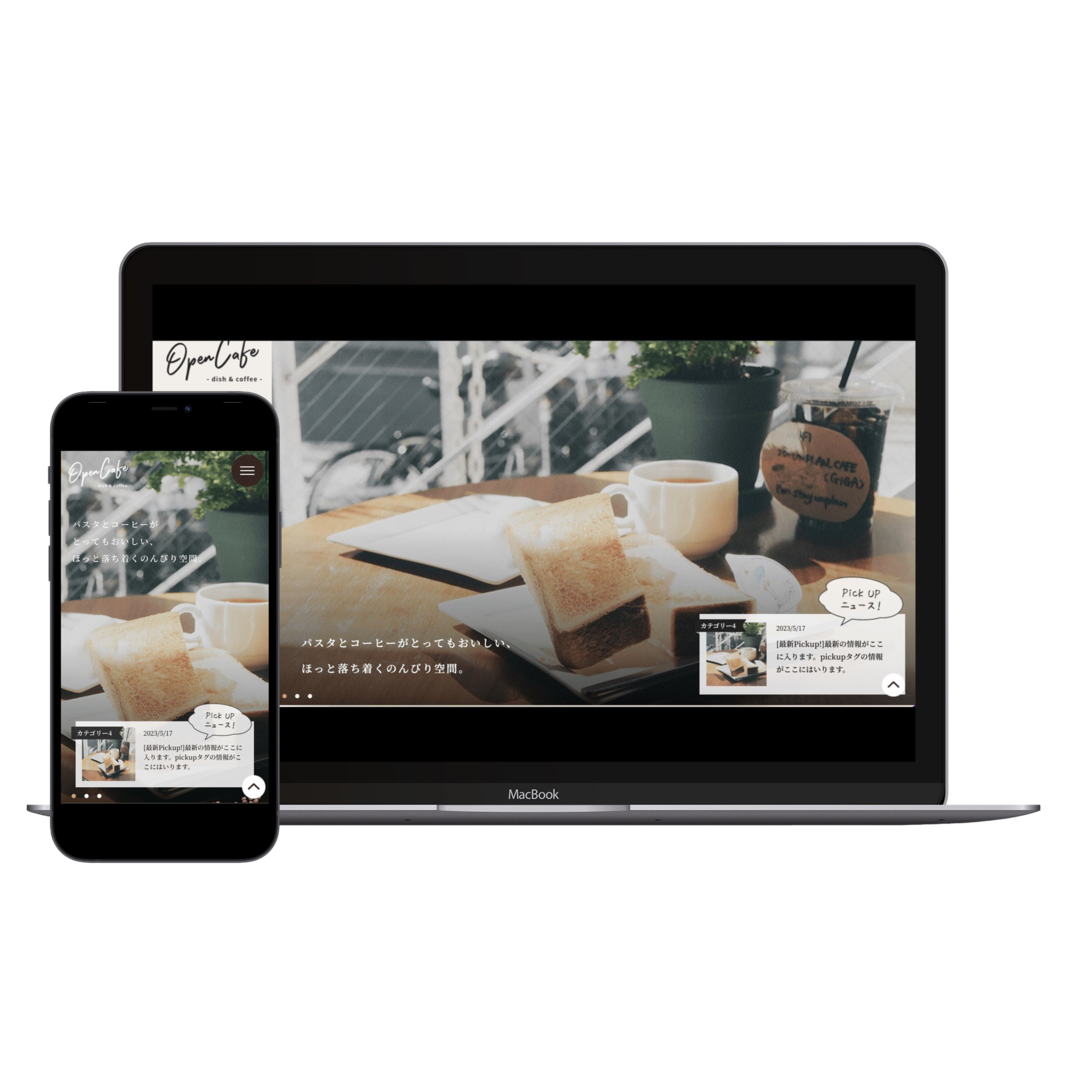 OpenCafe
- dish & coffee -
パスタとコーヒーがとってもおいしい、
ほっと落ち着くのんびり空間。
Pick UP
ニュース!
カテゴリー4
2023/5/17
[最新Pickup!]最新の情報がここ
に入ります。pickupタグの情報
がここにはいります。
MacBook
OpenCafe
パスタとコーヒーが
とってもおいしい、
ほっと落ち着くのんびり空間。
Pick UP
ニュース!
カテゴリー4
2023/5/17
[最新Pickup!]最新の情報がここに
入ります。pickupタグの情報がこ
こにはいります。